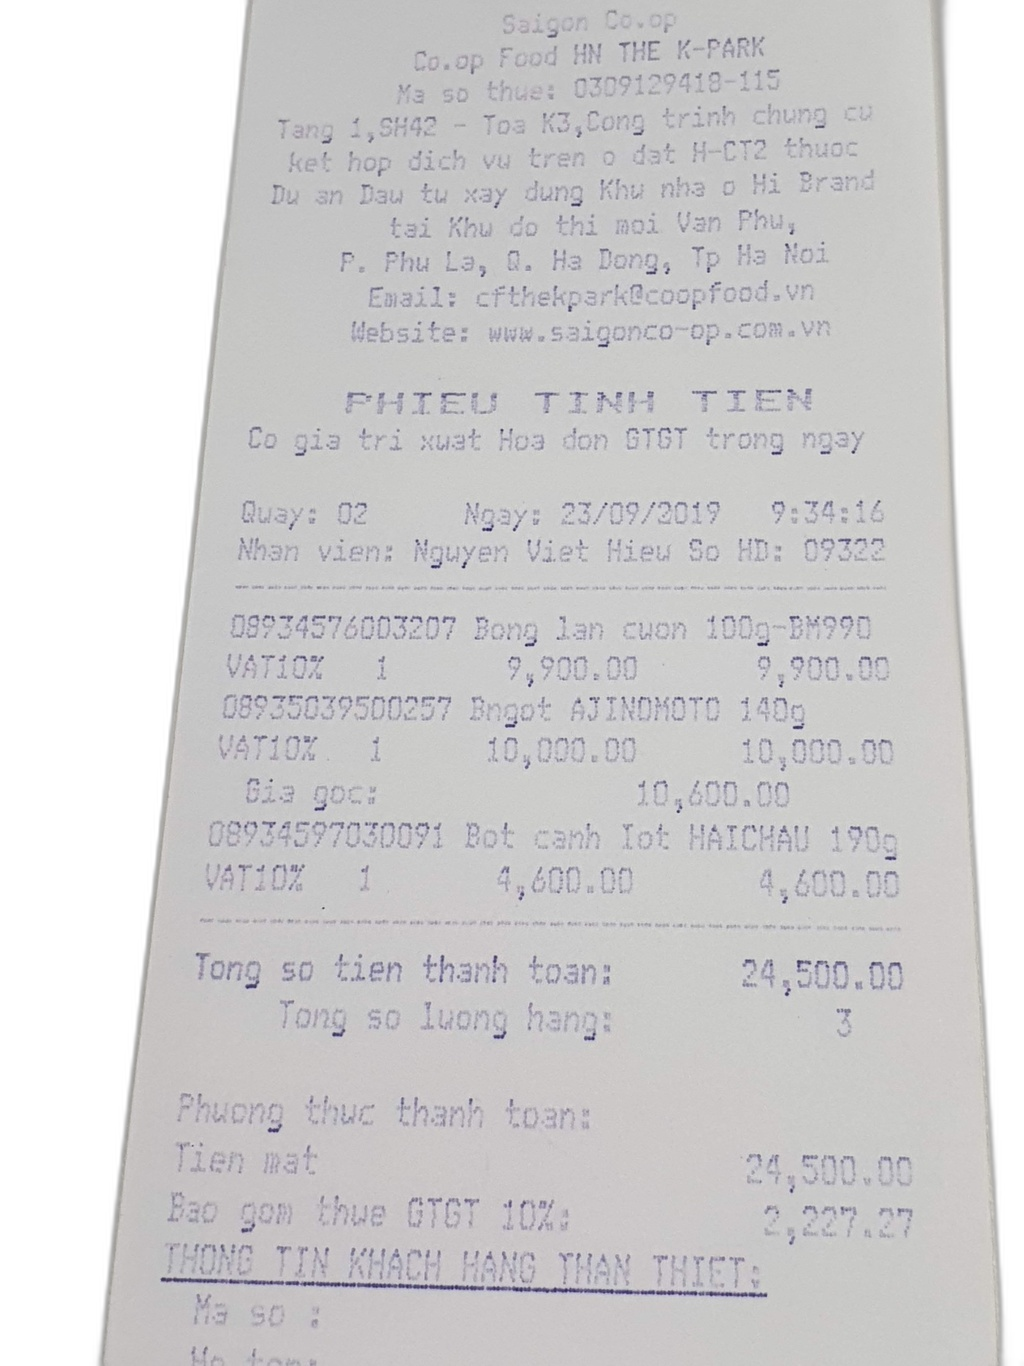 Saigon Co.op
Co.op Food HN THE K-PARK
Ma so thue: 0309129418-115
Tang 1,SH42 - Toa K3,Cong trinh chung cu
ket hop dich vu tren o dat H-CT2 thuoc
Du an Dau tu xay dung Khu nha o Hi Brand
tai Khu do thi moi Van Phu,
P. Phu La, Q. Ha Dong, Tp Ha Noi
Email: cfthekpark@coopfood.vn
Website: www.saigonco-op.com.vn
PHIEU TINH TIEN
Co gia tri xuat Hoa don GTGT trong ngay
Quay: 02 Ngay: 23/09/2019 9:34:16
Nhan vien: Nguyen Viet Hieu So HD: 09322
08934576003207 Bong lan cuon 100g-BM990
VAT10% 1 9,900.00 9,900.00
08935039500257 Bngot AJINOMOTO 140g
VAT10% 1 10,000.00 10,000.00
Gia goc: 10,600.00
08934597030091 Bot canh Iot HAICHAU 190g
VAT10% 1 4,600.00 4,600.00
Tong so tien thanh toan: 24,500.00
Tong so luong hang: 3
Phuong thuc thanh toan:
Tien mat 24,500.00
Bao gom thue GTGT 10%: 2,227.27
THONG TIN KHACH HANG THAN THIET:
Ma so :
Ho ten: